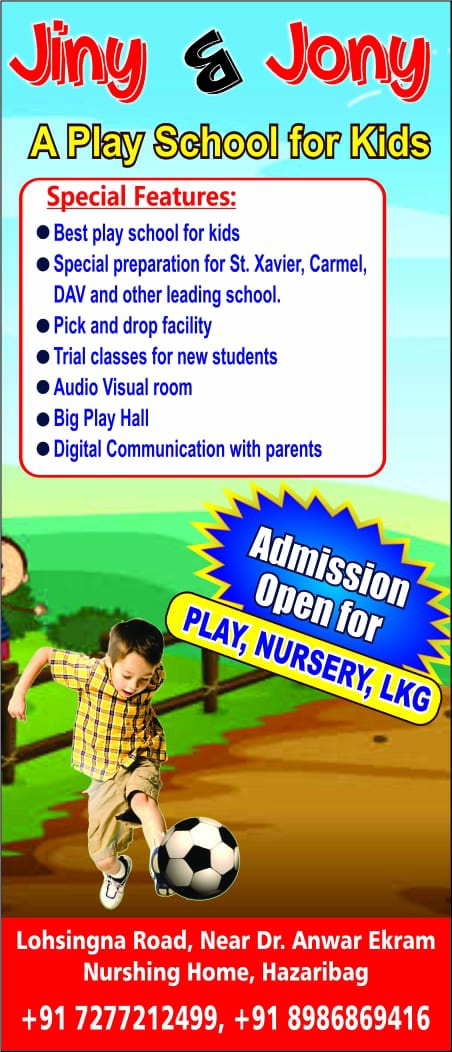 Jiny & Jony
A Play School for Kids
Special Features:
● Best play school for kids
● Special preparation for St. Xavier, Carmel,
DAV and other leading school.
● Pick and drop facility
● Trial classes for new students
● Audio Visual room
● Big Play Hall
● Digital Communication with parents
Admission
Open for
PLAY, NURSERY, LKG
Lohsingna Road, Near Dr. Anwar Ekram
Nurshing Home, Hazaribag
+91 7277212499, +91 8986869416